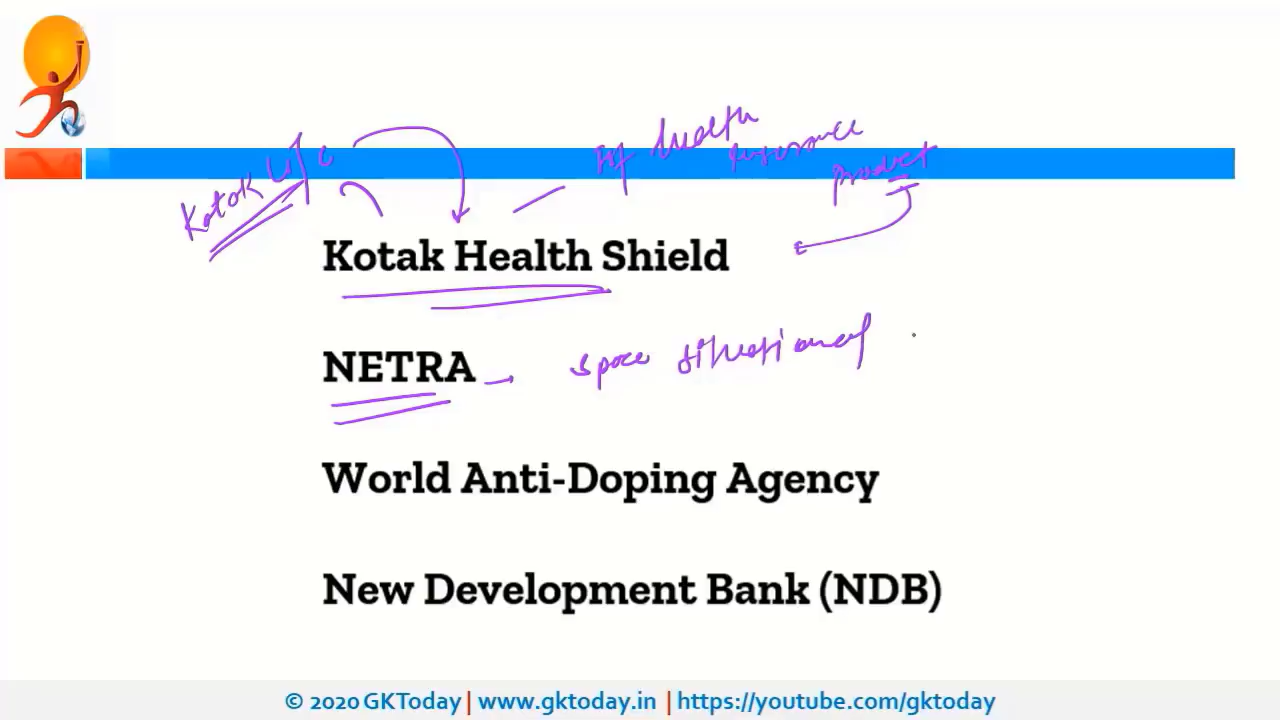 Kotak Life
health
insurance
product
Kotak Health Shield
NETRA
space situational
World Anti-Doping Agency
New Development Bank (NDB)
© 2020 GKToday | www.gktoday.in | https://youtube.com/gktoday